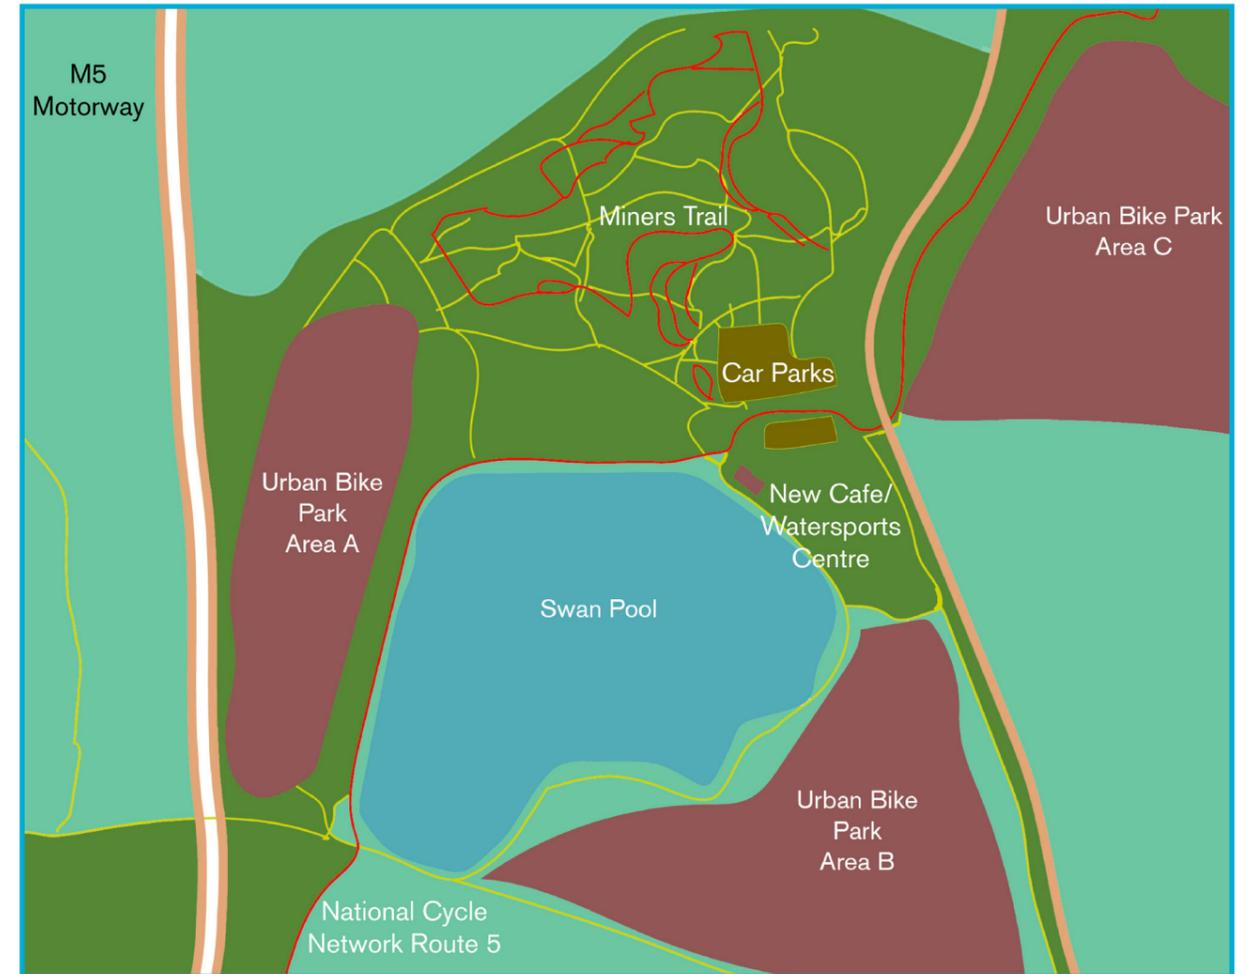 M5
Motorway
Miners Trail
Urban Bike Park
Area C
Car Parks
Urban Bike
Park
Area A
New Cafe/
Watersports
Centre
Swan Pool
Urban Bike
Park
Area B
National Cycle
Network Route 5